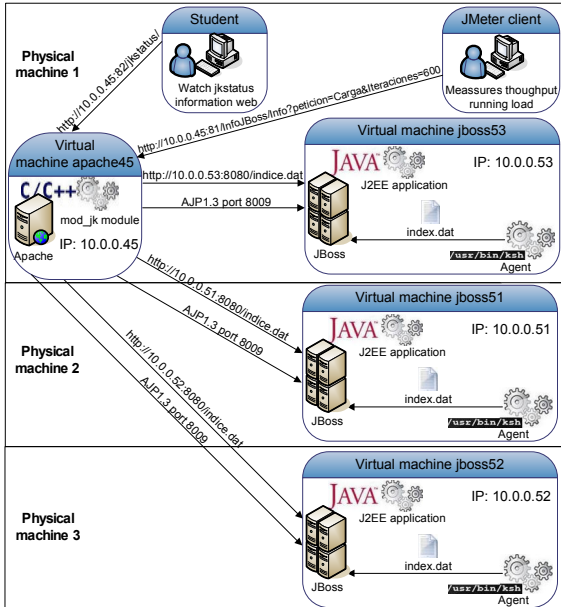 Physical
machine 1
Student
Watch jkstatus
information web
JMeter client
Meassures thoughput
running load
http://10.0.0.45:82/jkstatus/
http://10.0.0.45:81/InfoJBoss/Info?peticion=Carga&Iteraciones=600
Virtual
machine apache45
C/C++
mod_jk module
IP: 10.0.0.45
Apache
http://10.0.0.53:8080/indice.dat
AJP1.3 port 8009
Virtual machine jboss53
JAVA™
IP: 10.0.0.53
J2EE application
index.dat
JBoss
/usr/bin/ksh
Agent
Physical
machine 2
http://10.0.0.51:8080/indice.dat
AJP1.3 port 8009
Virtual machine jboss51
JAVA™
IP: 10.0.0.51
J2EE application
index.dat
JBoss
/usr/bin/ksh
Agent
Physical
machine 3
http://10.0.0.52:8080/indice.dat
AJP1.3 port 8009
Virtual machine jboss52
JAVA™
IP: 10.0.0.52
J2EE application
index.dat
JBoss
/usr/bin/ksh
Agent